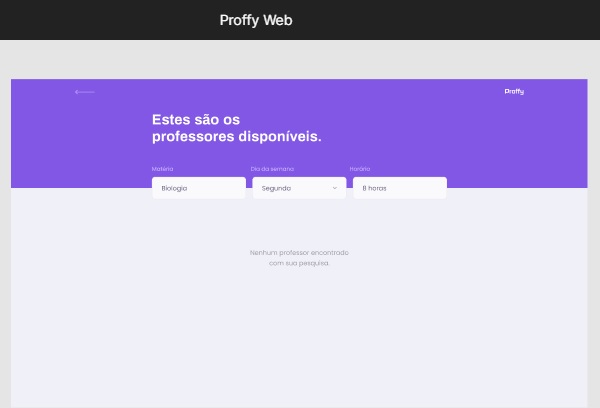 Proffy Web
Proffy
Estes são os
professores disponíveis.
Matéria
Dia da semana
Horário
Biologia
Segunda
8 horas
Nenhum professor encontrado
com sua pesquisa.